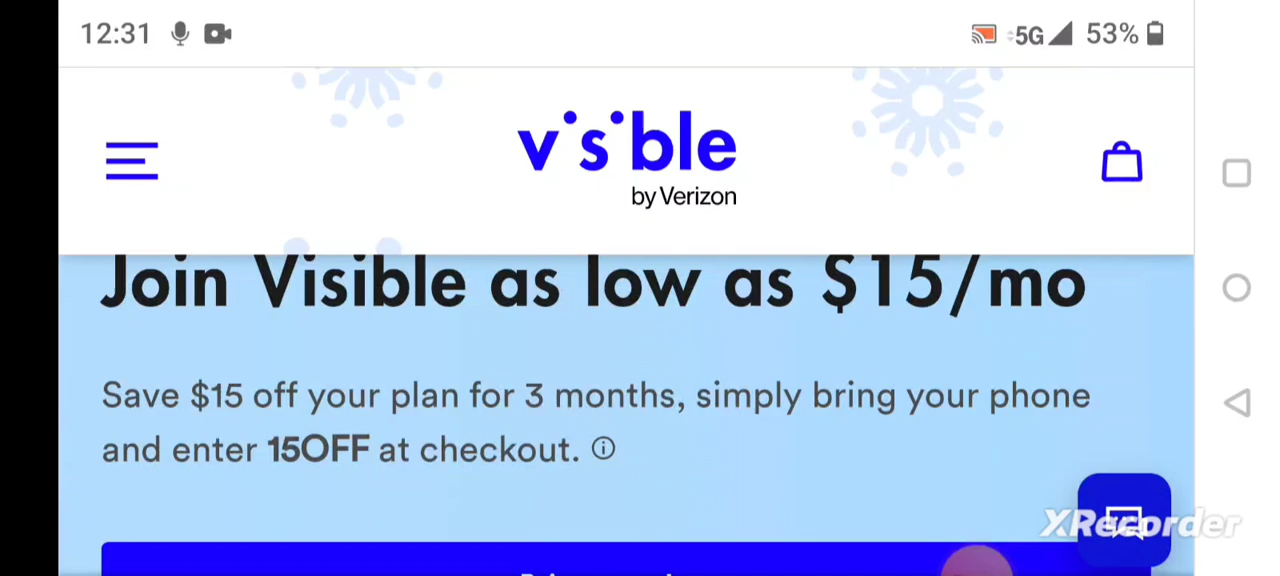 12:31 5G 53%
visible
by Verizon
Join Visible as low as $15/mo
Save $15 off your plan for 3 months, simply bring your phone
and enter 15OFF at checkout.
XRecorder